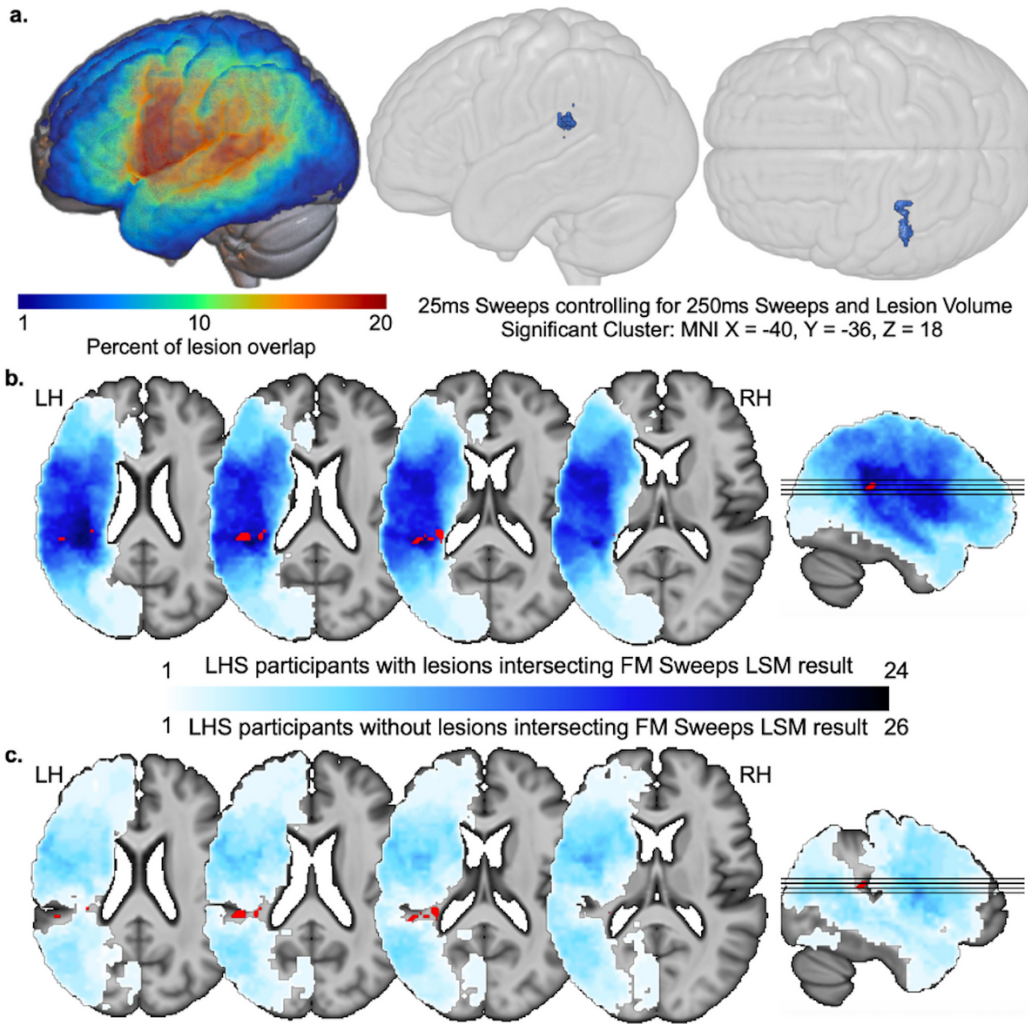 a.
1 10 20
Percent of lesion overlap
25ms Sweeps controlling for 250ms Sweeps and Lesion Volume
Significant Cluster: MNI X = -40, Y = -36, Z = 18
b.
LH RH
1 LHS participants with lesions intersecting FM Sweeps LSM result 24
1 LHS participants without lesions intersecting FM Sweeps LSM result 26
c.
LH RH